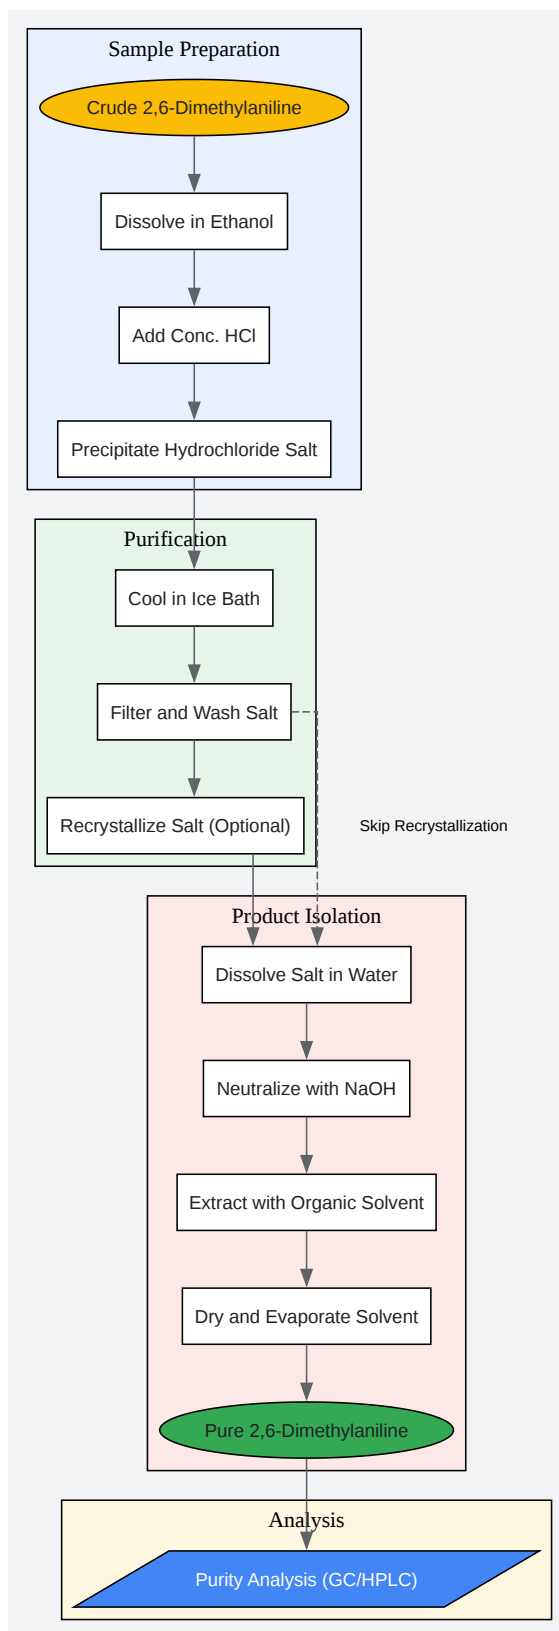 Sample Preparation
Crude 2,6-Dimethylaniline
Dissolve in Ethanol
Add Conc. HCl
Precipitate Hydrochloride Salt
Purification
Cool in Ice Bath
Filter and Wash Salt
Recrystallize Salt (Optional)
Skip Recrystallization
Product Isolation
Dissolve Salt in Water
Neutralize with NaOH
Extract with Organic Solvent
Dry and Evaporate Solvent
Pure 2,6-Dimethylaniline
Analysis
Purity Analysis (GC/HPLC)